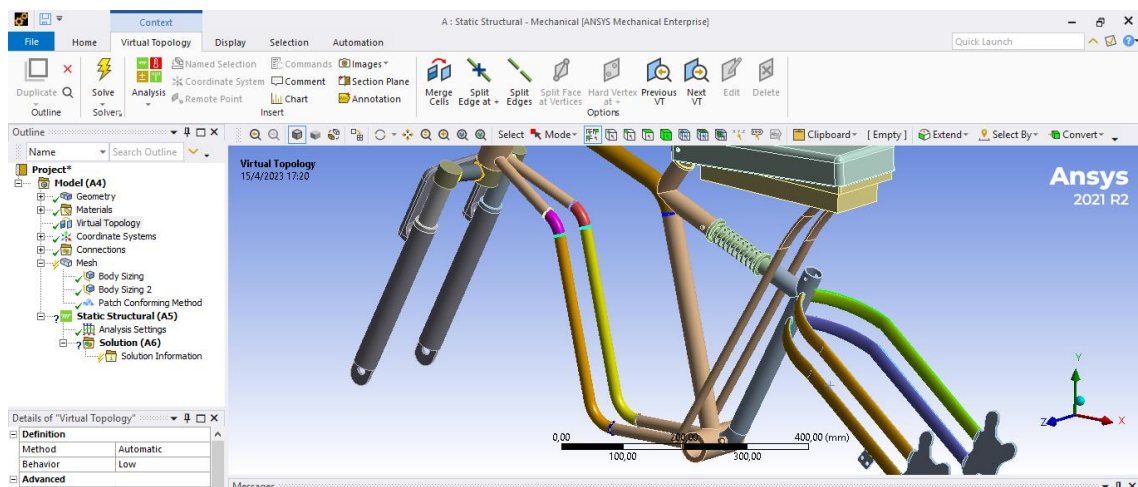 Context
A : Static Structural - Mechanical [ANSYS Mechanical Enterprise]
File Home Virtual Topology Display Selection Automation
Quick Launch
Duplicate
Outline
Solve
Solvers
Analysis
Named Selection Commands Images
Coordinate System Comment Section Plane
Remote Point Chart Annotation
Insert
Merge Cells
Split Edge at +
Split Edges
Split Face at Vertices
Hard Vertex at +
Previous VT
Next VT
Edit
Delete
Options
Outline
Name Search Outline
Select Mode Clipboard [ Empty ] Extend Select By Convert
Project*
Model (A4)
Geometry
Materials
Virtual Topology
Coordinate Systems
Connections
Mesh
Body Sizing
Body Sizing 2
Patch Conforming Method
Static Structural (A5)
Analysis Settings
Solution (A6)
Solution Information
Virtual Topology
15/4/2023 17:20
Ansys
2021 R2
Y
Z X
0,00 200,00 400,00 (mm)
100,00 300,00
Details of "Virtual Topology"
Definition
Method Automatic
Behavior Low
Advanced
Messages